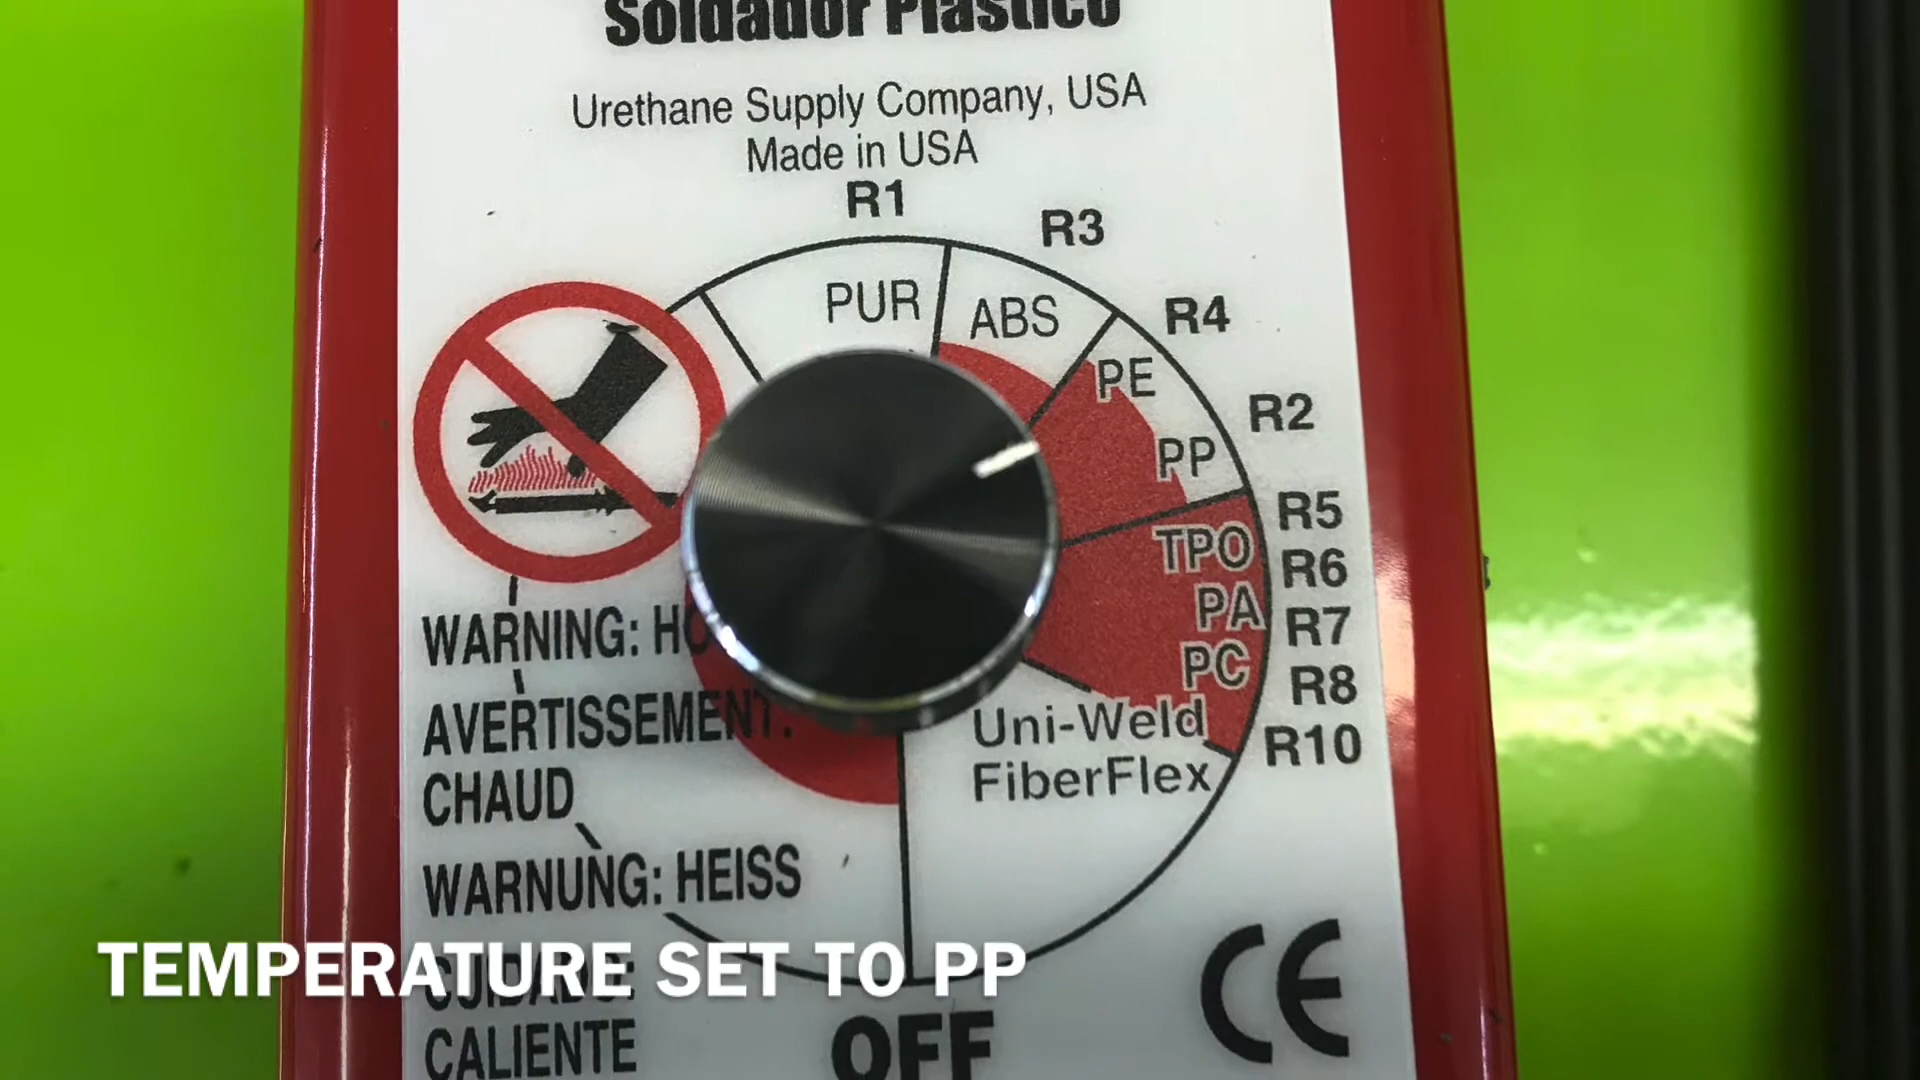 Soldador Plástico
Urethane Supply Company, USA
Made in USA
R1
R3
R4
R2
R5
R6
R7
R8
R10
PUR
ABS
PE
PP
TPO
PA
PC
Uni-Weld
FiberFlex
WARNING:
AVERTISSEMENT:
CHAUD
WARNUNG: HEISS
CUIDADO:
CALIENTE
OFF
CE
TEMPERATURE SET TO PP